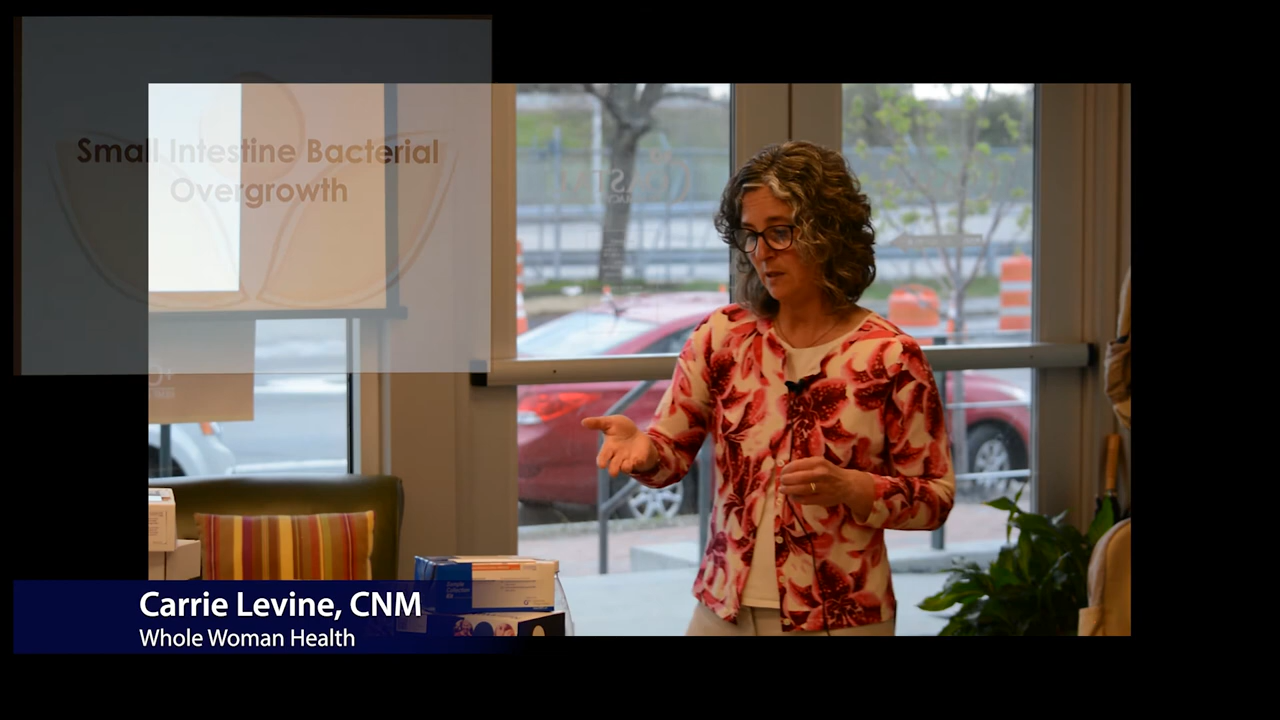 Small Intestine Bacterial
Overgrowth
Carrie Levine, CNM
Whole Woman Health